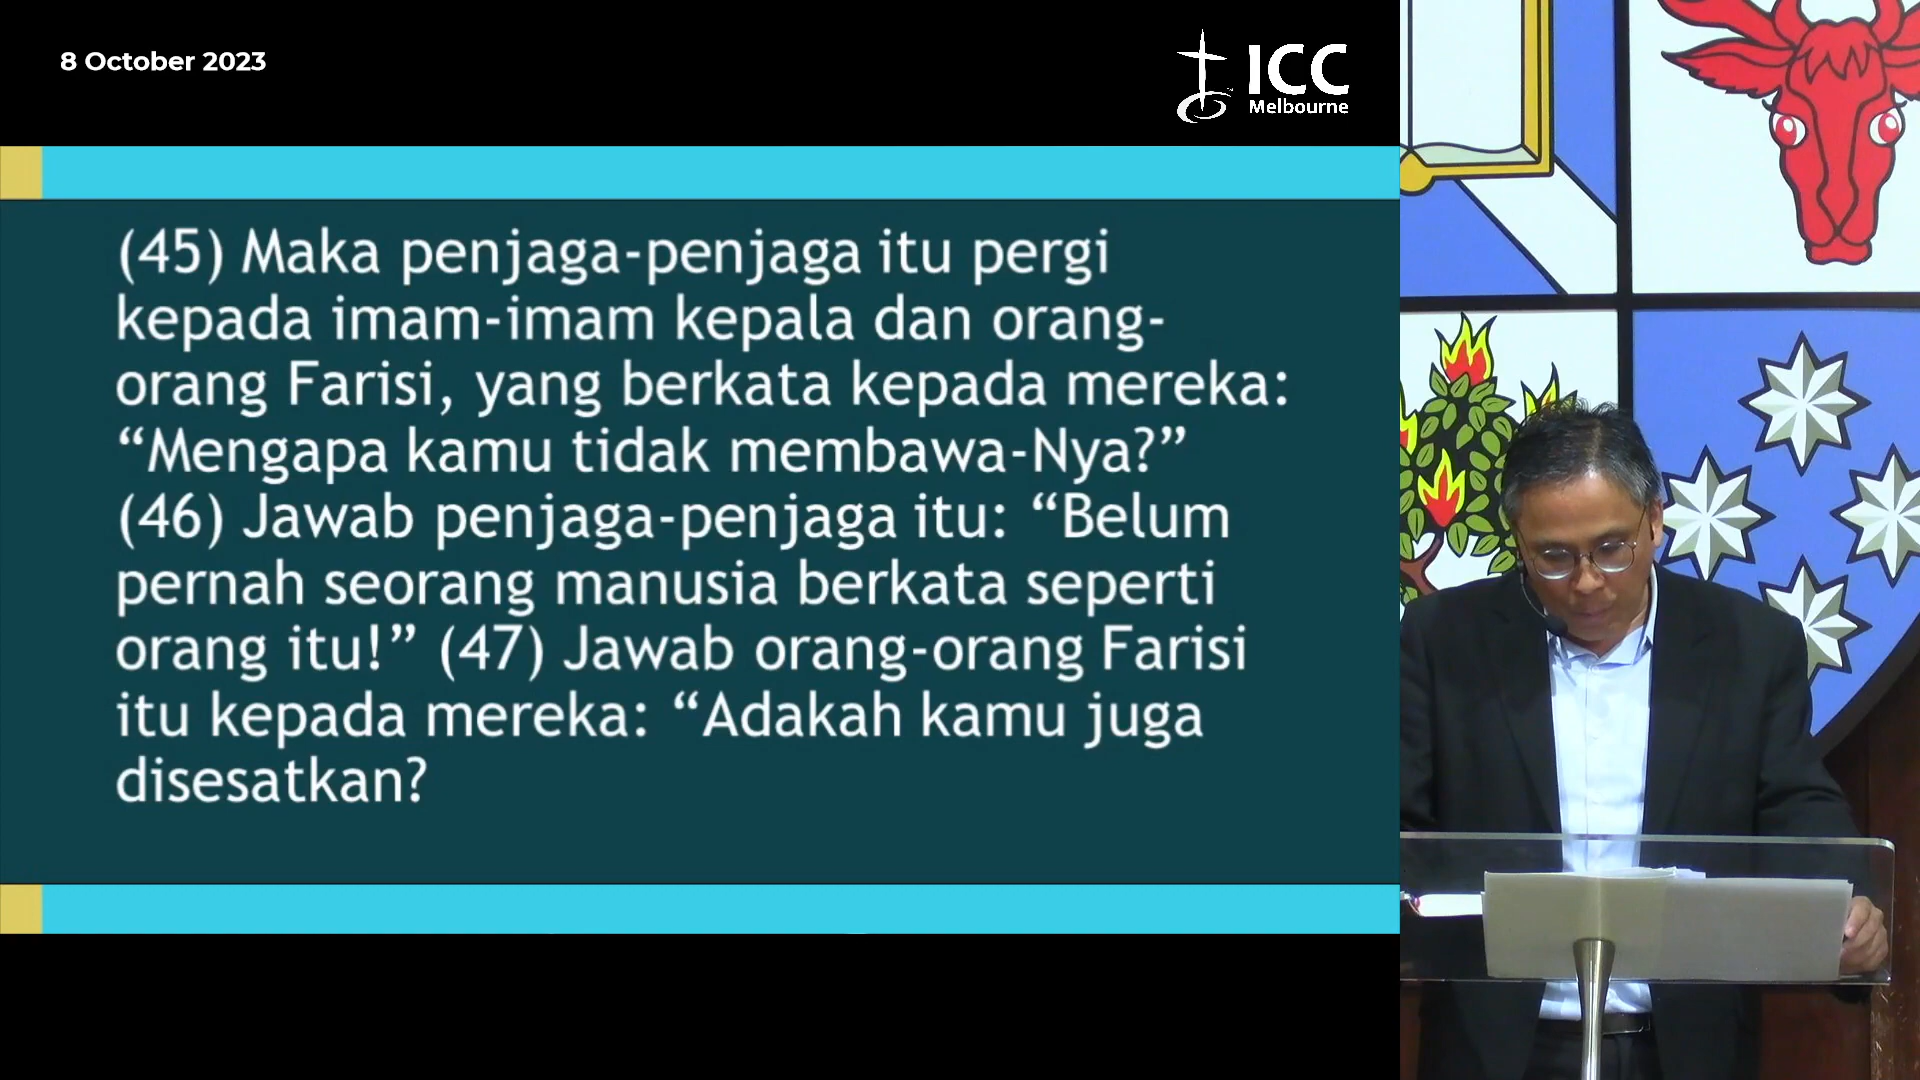 8 October 2023
ICC
Melbourne
(45) Maka penjaga-penjaga itu pergi
kepada imam-imam kepala dan orang-
orang Farisi, yang berkata kepada mereka:
“Mengapa kamu tidak membawa-Nya?”
(46) Jawab penjaga-penjaga itu: “Belum
pernah seorang manusia berkata seperti
orang itu!” (47) Jawab orang-orang Farisi
itu kepada mereka: “Adakah kamu juga
disesatkan?